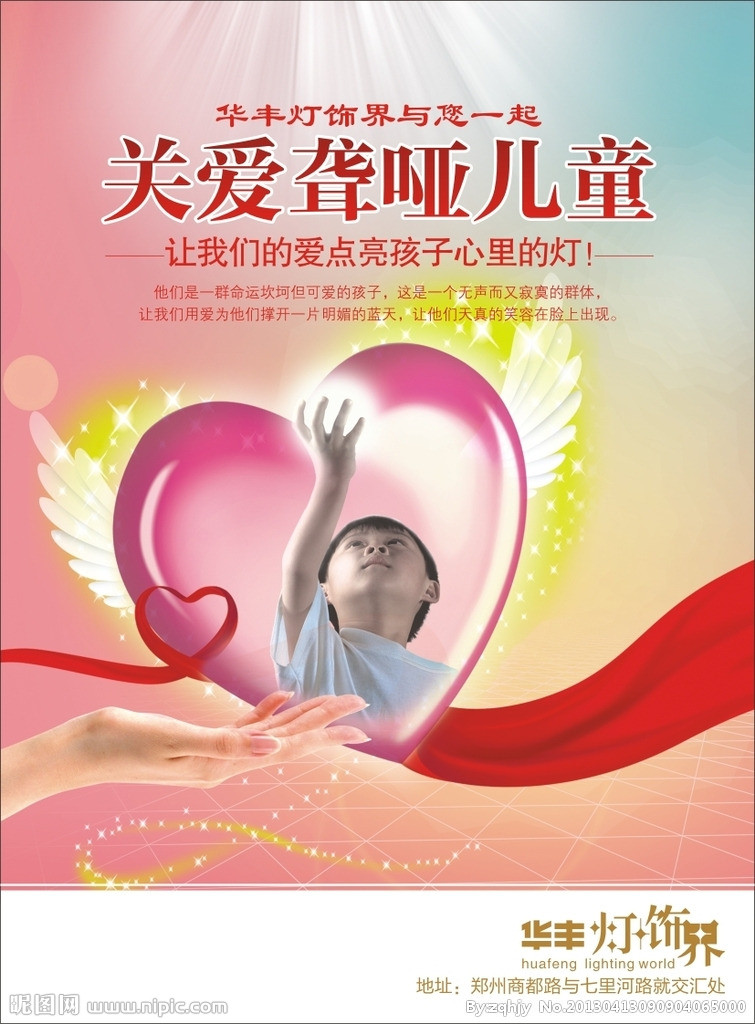 华丰灯饰界与您一起
关爱聋哑儿童
让我们的爱点亮孩子心里的灯!
他们是一群命运坎坷但可爱的孩子，这是一个无声而又寂寞的群体，
让我们用爱为他们撑开一片明媚的蓝天，让他们天真的笑容在脸上出现。
华丰灯饰界
huafeng lighting world
地址：郑州商都路与七里河路就交汇处
昵图网 www.nipic.com
By:zqhjy No.20130413090904065000